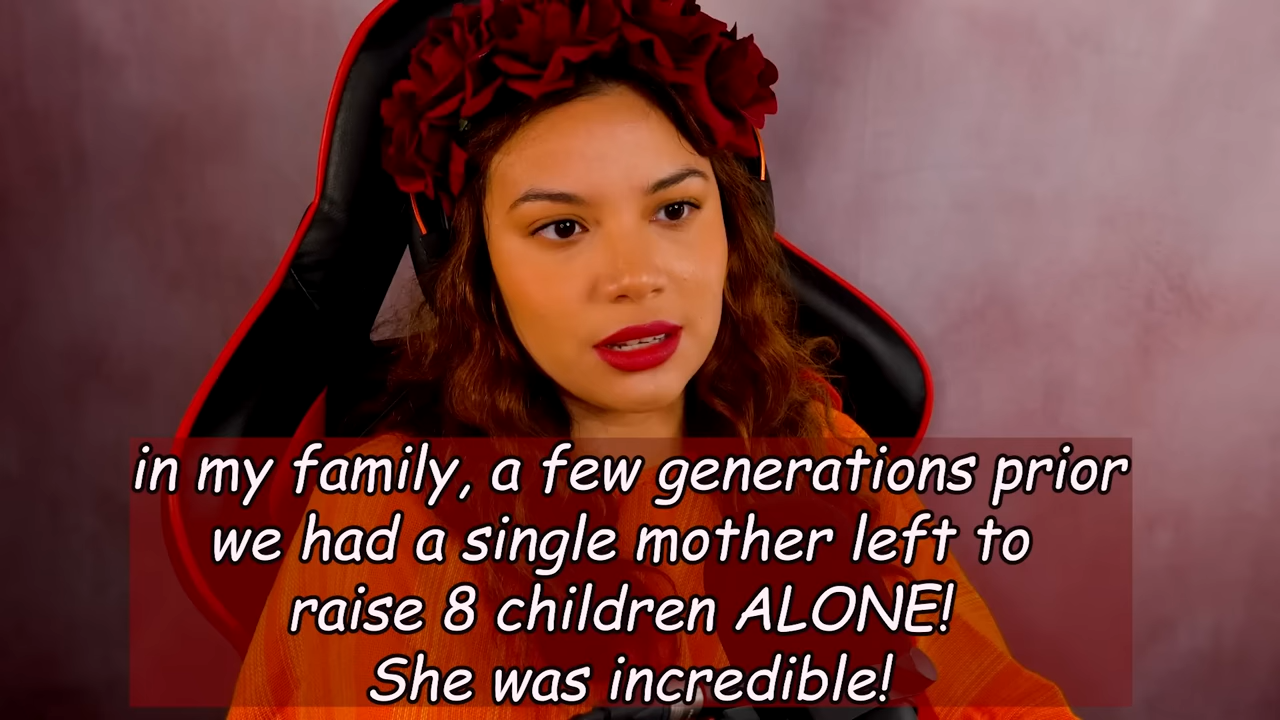 in my family, a few generations prior
we had a single mother left to
raise 8 children ALONE!
She was incredible!